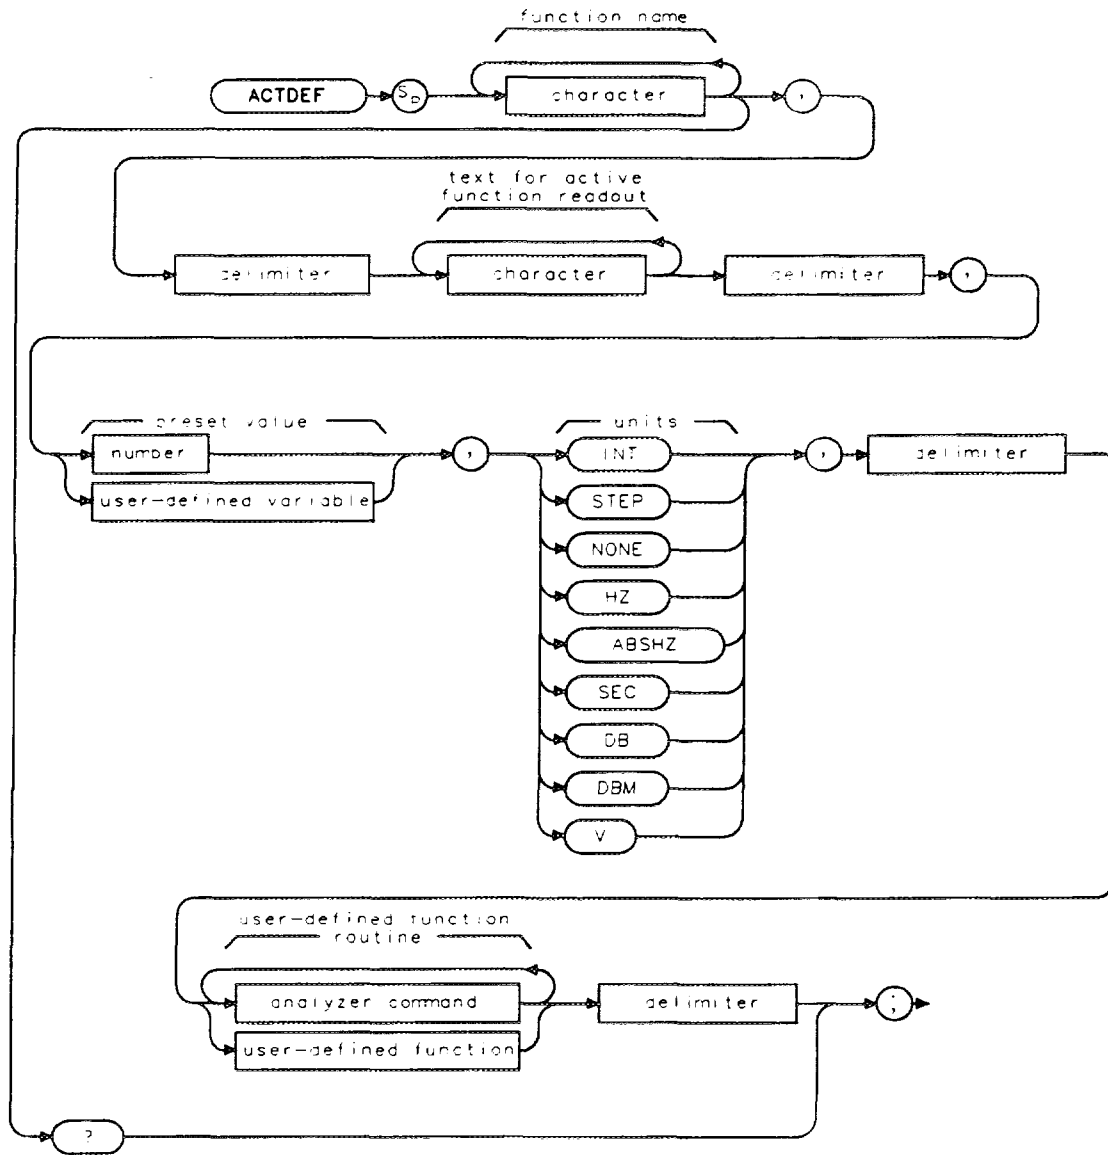 function name
ACTDEF
SP
character
,
text for active
function readout
delimiter
character
delimiter
,
preset value
number
user-defined variable
,
units
INT
STEP
NONE
HZ
ABSHZ
SEC
DB
DBM
V
,
delimiter
user-defined function
routine
analyzer command
user-defined function
delimiter
;
?